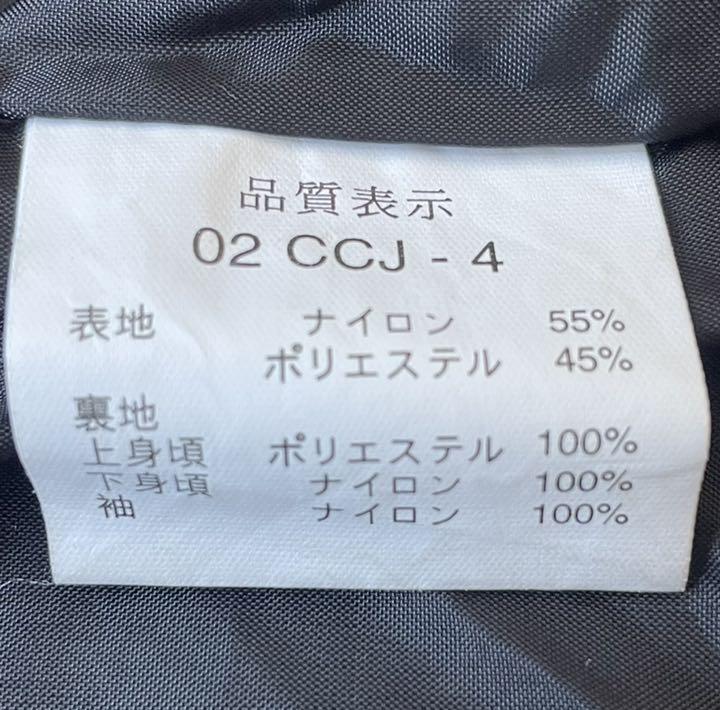 品質表示
02 CCJ - 4
表地 ナイロン 55%
ポリエステル 45%
裏地
上身頃 ポリエステル 100%
下身頃 ナイロン 100%
袖 ナイロン 100%